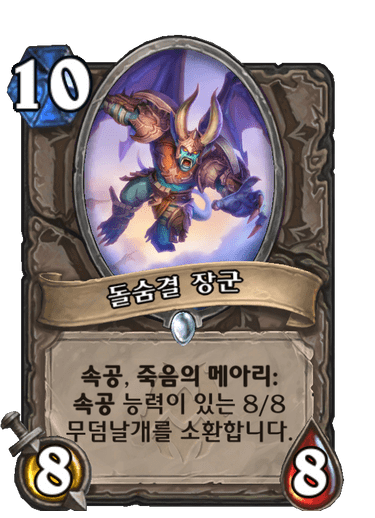 10
돌숨결 장군
속공, 죽음의 메아리:
속공 능력이 있는 8/8
무덤날개를 소환합니다.
8
8